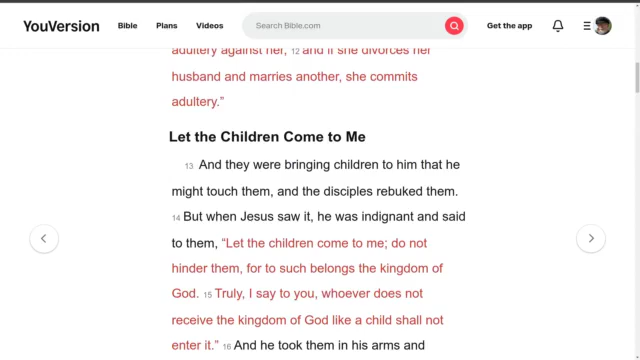 YouVersion Bible Plans Videos Search Bible.com Get the app
adultery against her, 12 and if she divorces her
husband and marries another, she commits
adultery.”
Let the Children Come to Me
13 And they were bringing children to him that he
might touch them, and the disciples rebuked them.
14 But when Jesus saw it, he was indignant and said
to them, “Let the children come to me; do not
hinder them, for to such belongs the kingdom of
God. 15 Truly, I say to you, whoever does not
receive the kingdom of God like a child shall not
enter it.” 16 And he took them in his arms and